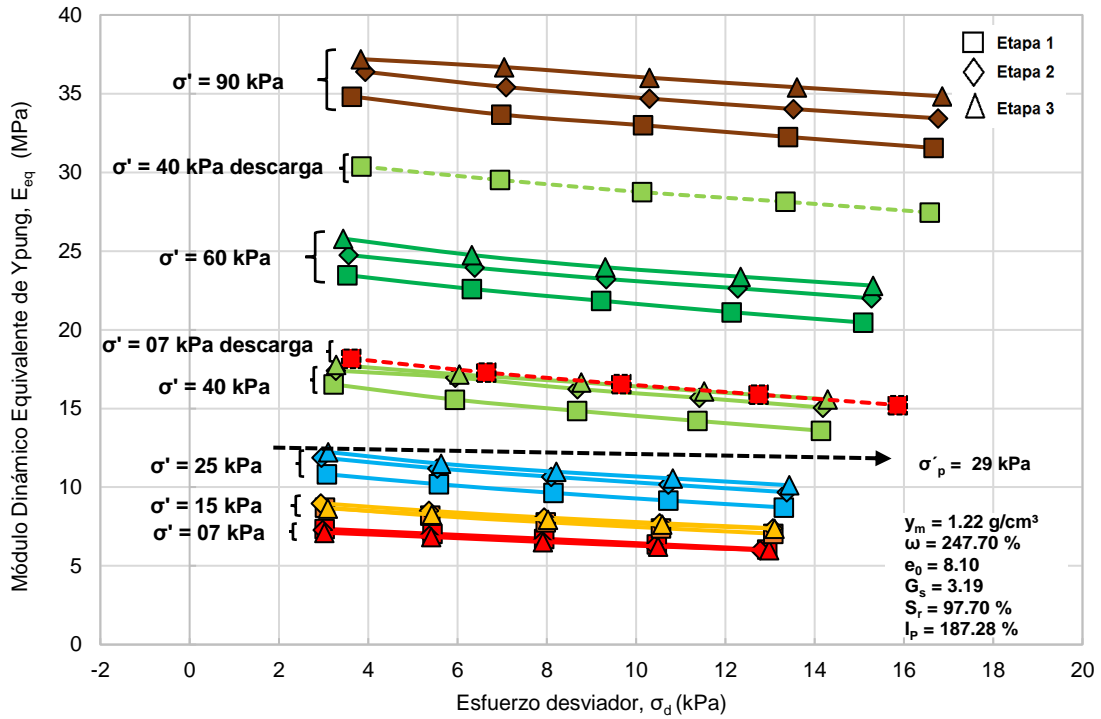 Módulo Dinámico Equivalente de Ypung, E_eq (MPa)
40
35
30
25
20
15
10
5
0
Etapa 1
Etapa 2
Etapa 3
σ' = 90 kPa
σ' = 40 kPa descarga
σ' = 60 kPa
σ' = 07 kPa descarga
σ' = 40 kPa
σ' = 25 kPa
σ' = 15 kPa
σ' = 07 kPa
σ´p = 29 kPa
γm = 1.22 g/cm³
ω = 247.70 %
e0 = 8.10
Gs = 3.19
Sr = 97.70 %
IP = 187.28 %
-2 0 2 4 6 8 10 12 14 16 18 20
Esfuerzo desviador, σd (kPa)